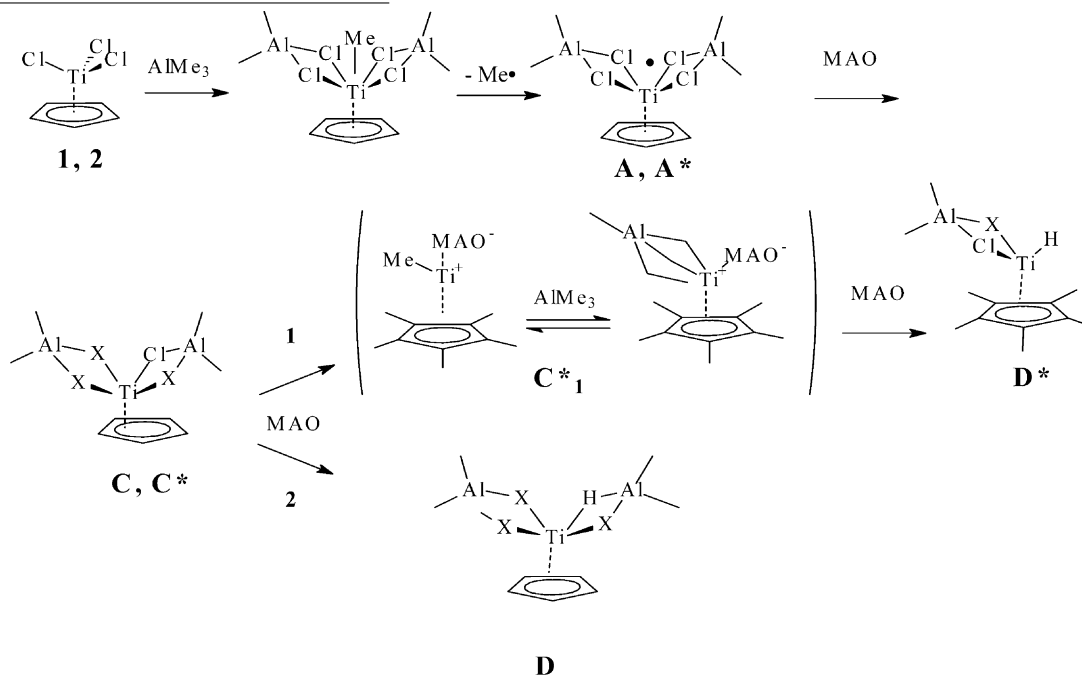 Cl Cl Cl Ti
AlMe3
Al Cl Me Cl Al
Cl Ti Cl
- Me•
Al Cl • Cl Al
Cl Ti Cl
MAO
1, 2
A, A*
MAO-
Me Ti+
AlMe3
Al
Ti+ MAO-
MAO
Al X
Cl Ti H
C*1
D*
Al X Cl Al
X Ti X
1
MAO
2
C, C*
Al X H Al
X Ti X
D